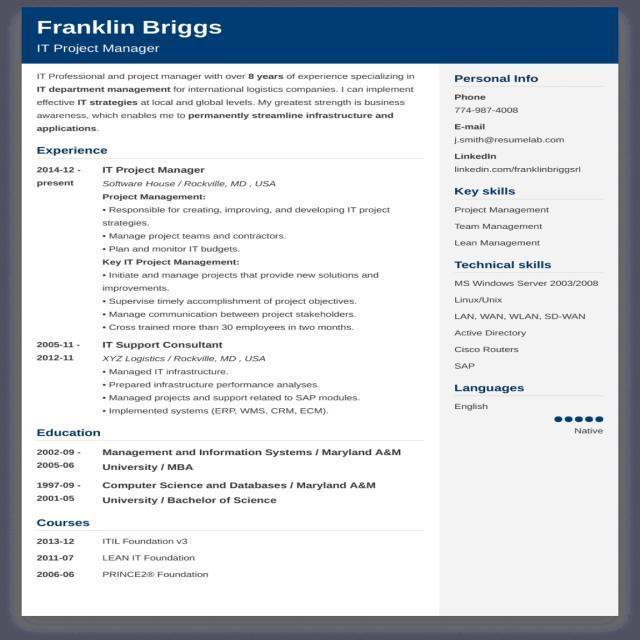 Franklin Briggs
IT Project Manager
IT Professional and project manager with over 8 years of experience specializing in
IT department management for international logistics companies. I can implement
effective IT strategies at local and global levels. My greatest strength is business
awareness, which enables me to permanently streamline infrastructure and
applications.
Experience
2014-12 - IT Project Manager
present Software House / Rockville, MD , USA
Project Management:
• Responsible for creating, improving, and developing IT project
strategies.
• Manage project teams and contractors.
• Plan and monitor IT budgets.
Key IT Project Management:
• Initiate and manage projects that provide new solutions and
improvements.
• Supervise timely accomplishment of project objectives.
• Manage communication between project stakeholders.
• Cross trained more than 30 employees in two months.
2005-11 - IT Support Consultant
2012-11 XYZ Logistics / Rockville, MD , USA
• Managed IT infrastructure.
• Prepared infrastructure performance analyses.
• Managed projects and support related to SAP modules.
• Implemented systems (ERP, WMS, CRM, ECM).
Education
2002-09 - Management and Information Systems / Maryland A&M
2005-06 University / MBA
1997-09 - Computer Science and Databases / Maryland A&M
2001-05 University / Bachelor of Science
Courses
2013-12 ITIL Foundation v3
2011-07 LEAN IT Foundation
2006-06 PRINCE2® Foundation
Personal Info
Phone
774-987-4008
E-mail
j.smith@resumelab.com
LinkedIn
linkedin.com/franklinbriggsrl
Key skills
Project Management
Team Management
Lean Management
Technical skills
MS Windows Server 2003/2008
Linux/Unix
LAN, WAN, WLAN, SD-WAN
Active Directory
Cisco Routers
SAP
Languages
English
Native